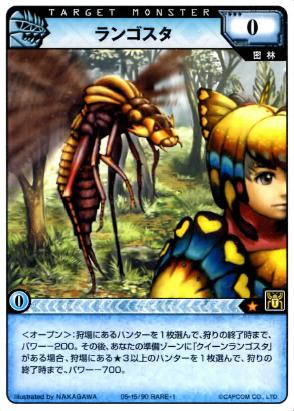 TARGET MONSTER
ランゴスタ
0
密林
0
<オープン>：狩場にあるハンターを1枚選んで、狩りの終了時まで、
パワー－200。その後、あなたの準備ゾーンに「クイーンランゴスタ」
がある場合、狩場にある★3以上のハンターを1枚選んで、狩りの終
了時まで、パワー－700。
Illustrated by NAKAGAWA 05-15/90 RARE・1 ©CAPCOM CO., LTD.